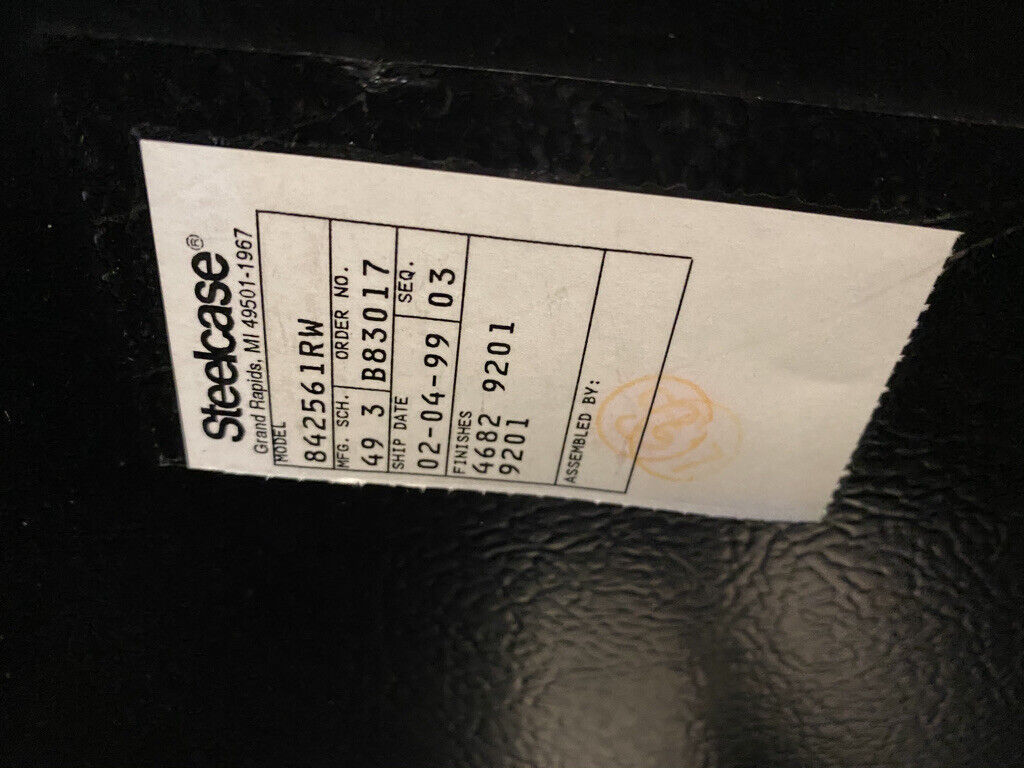 Steelcase®
Grand Rapids, MI 49501-1967
MODEL
842561RW
MFG. SCH. ORDER NO.
49 3 B83017
SHIP DATE SEQ.
02-04-99 03
FINISHES
4682 9201
9201
ASSEMBLED BY: